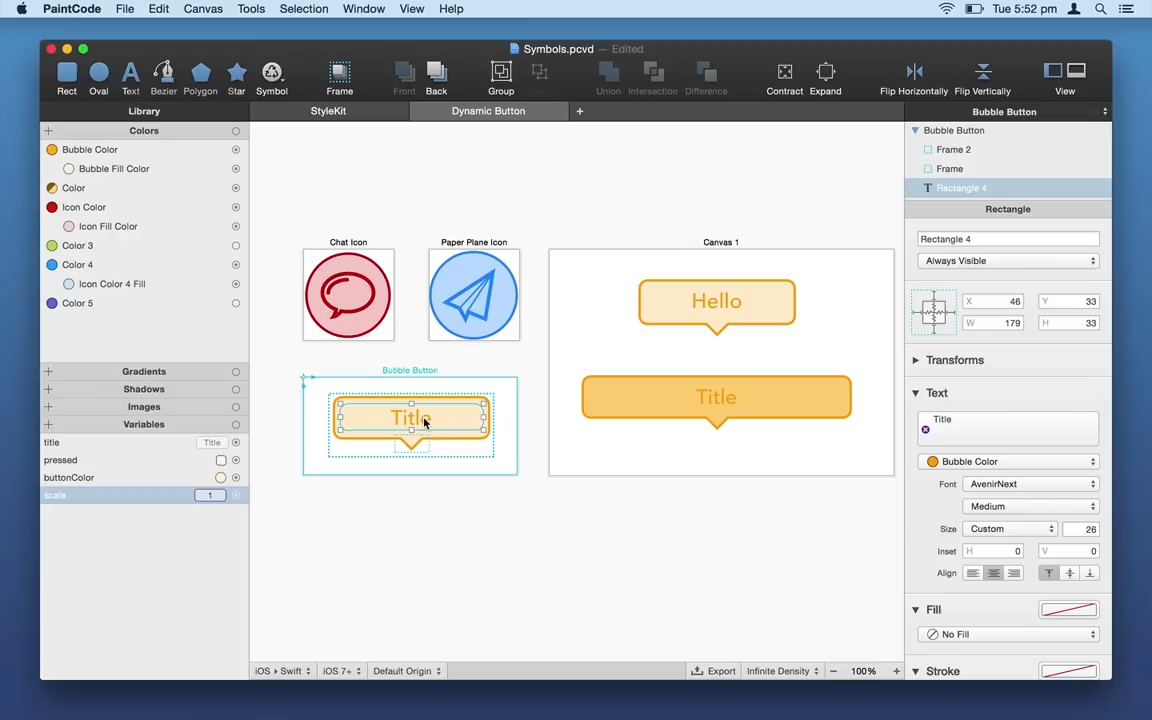 PaintCode File Edit Canvas Tools Selection Window View Help Tue 5:52 pm
Symbols.pcvd — Edited
Rect Oval Text Bezier Polygon Star Symbol Frame Front Back Group Union Intersection Difference Contract Expand Flip Horizontally Flip Vertically View
Library StyleKit Dynamic Button + Bubble Button
Colors
Bubble Color
Bubble Fill Color
Color
Icon Color
Icon Fill Color
Color 3
Color 4
Icon Color 4 Fill
Color 5
Gradients
Shadows
Images
Variables
title Title
pressed
buttonColor
scale 1
Chat Icon
Paper Plane Icon
Canvas 1
Hello
Bubble Button
Title
Title
iOS ▸ Swift iOS 7+ Default Origin Export Infinite Density − 100% +
Bubble Button
Frame 2
Frame
T Rectangle 4
Rectangle
Rectangle 4
Always Visible
X 46 Y 33
W 179 H 33
Transforms
Text
Title
Bubble Color
Font AvenirNext
Medium
Size Custom 26
Inset H 0 V 0
Align
Fill
No Fill
Stroke